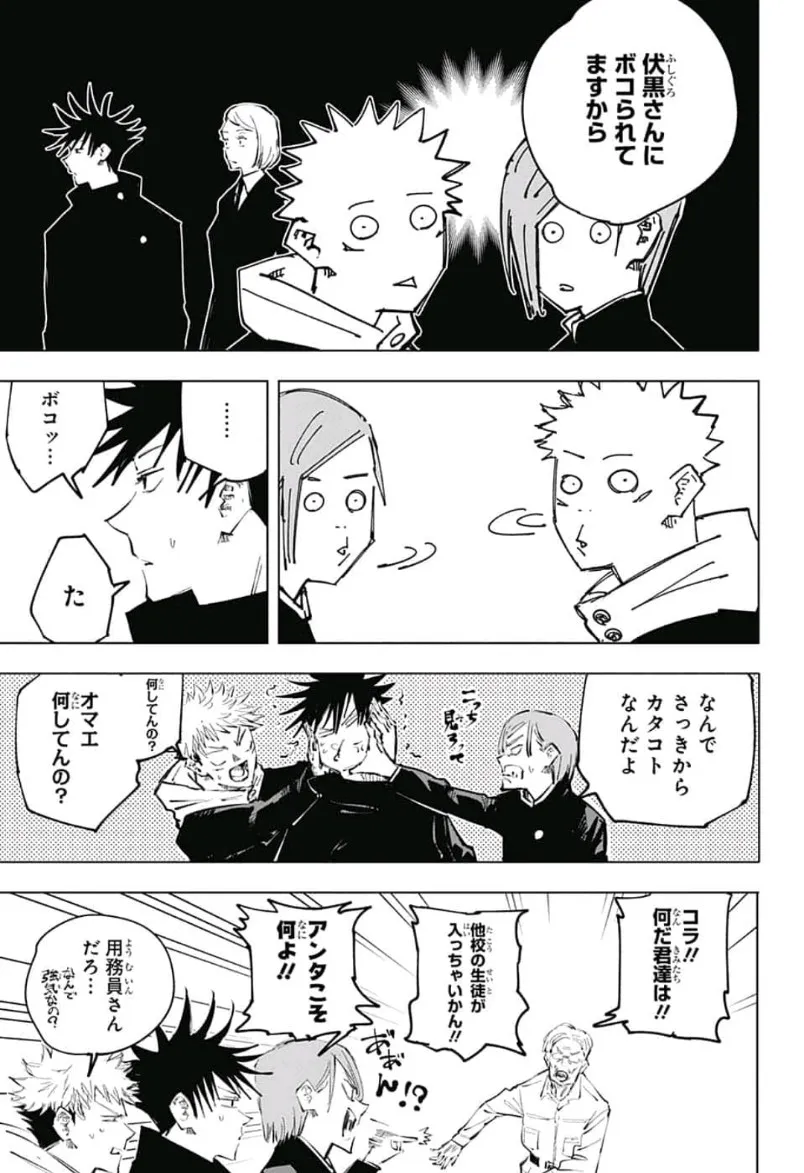 伏黒さんに
ボコられて
ますから
……
ボコッ…
た
なんで
さっきから
カタコト
なんだよ
こっち
見ろって
何してんの？
オマエ
何してんの？
コラ!!
何だ君達は!!
他校の生徒が
入っちゃいかん!!
アンタこそ
何よ!!
あぁん!?
用務員さん
だろ…
なんで
強気なの？